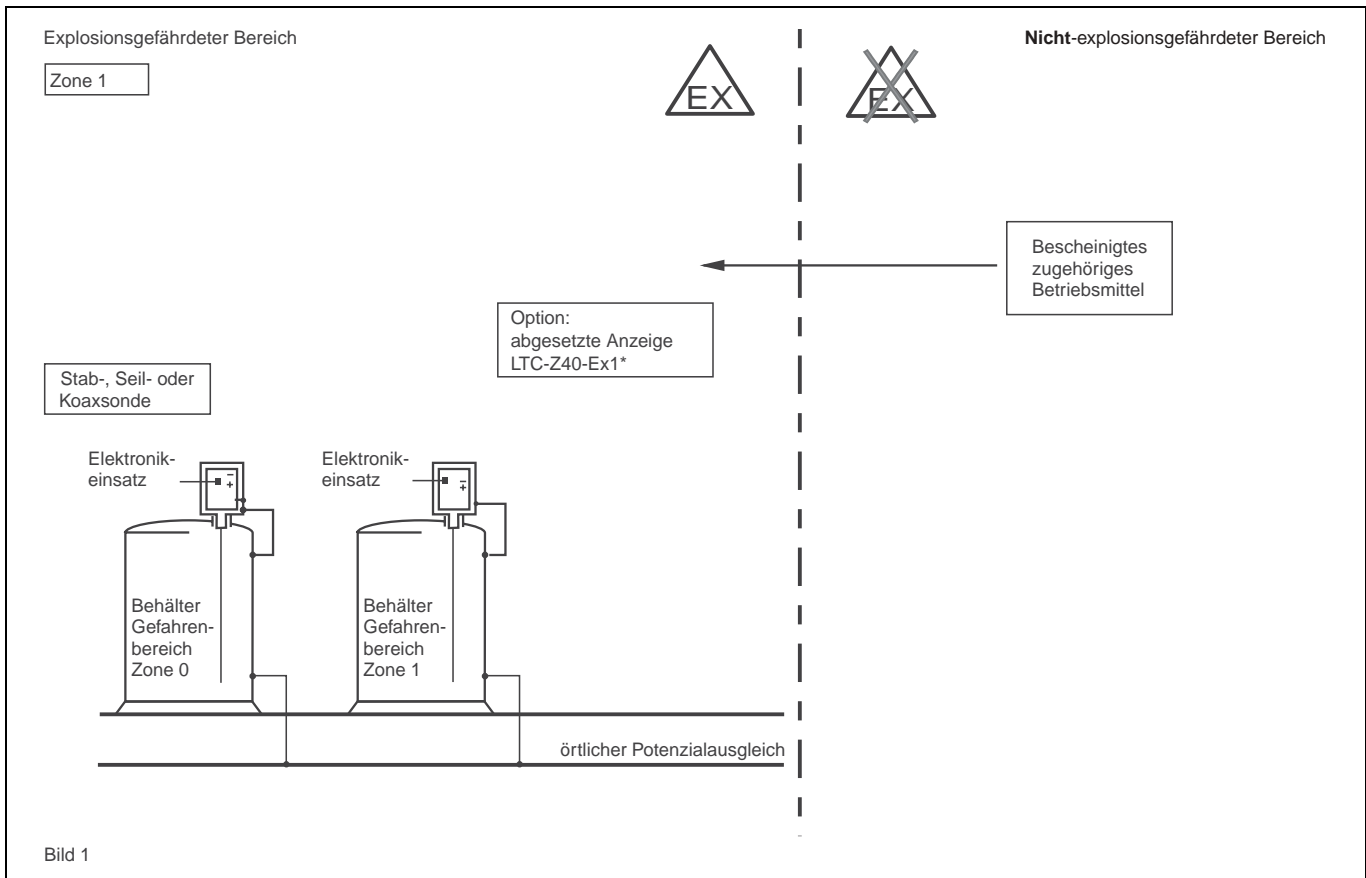 Explosionsgefährdeter Bereich
Nicht-explosionsgefährdeter Bereich
Zone 1
EX
EX
Bescheinigtes
zugehöriges
Betriebsmittel
Option:
abgesetzte Anzeige
LTC-Z40-Ex1*
Stab-, Seil- oder
Koaxsonde
Elektronik-
einsatz
- +
Elektronik-
einsatz
- +
Behälter
Gefahren-
bereich
Zone 0
Behälter
Gefahren-
bereich
Zone 1
örtlicher Potenzialausgleich
Bild 1